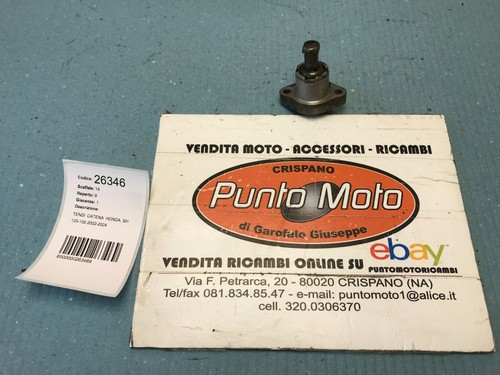 Codice: 26346
Scaffale: 14
Reparto: 8
Giacenza: 1
Descrizione:
TENDI CATENA HONDA SH
125-150 2002-2004
VENDITA MOTO - ACCESSORI - RICAMBI
CRISPANO
Punto Moto
di Garofalo Giuseppe
ebay
VENDITA RICAMBI ONLINE SU PUNTOMOTORICAMBI
Via F. Petrarca, 20 - 80020 CRISPANO (NA)
Tel/fax 081.834.85.47 - e-mail: puntomoto1@alice.it
cell. 320.0306370